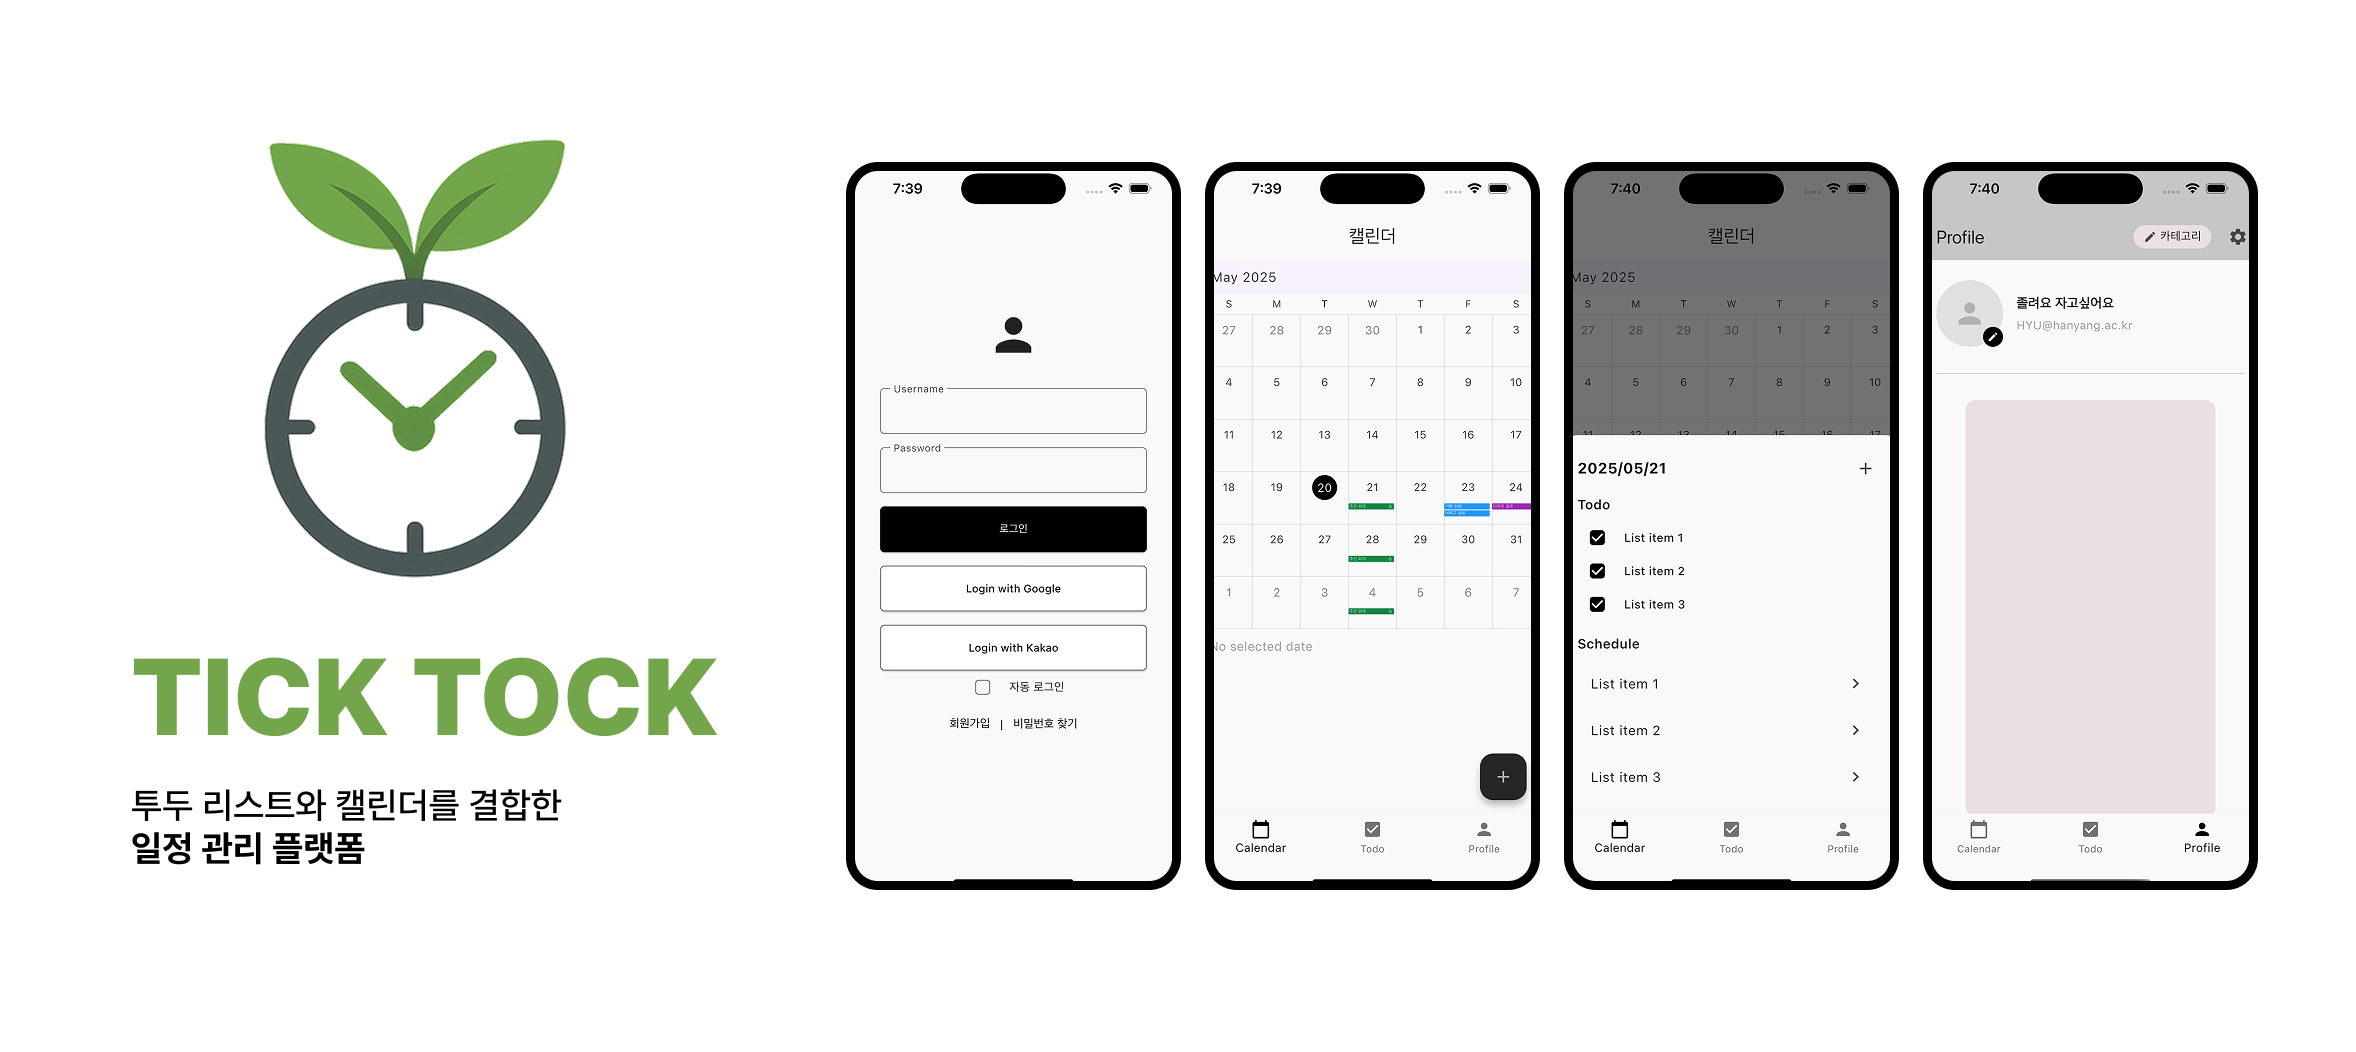 TICK TOCK
투두 리스트와 캘린더를 결합한
일정 관리 플랫폼
7:39
Username
Password
로그인
Login with Google
Login with Kakao
자동 로그인
회원가입 | 비밀번호 찾기
7:39
캘린더
May 2025
S M T W T F S
27 28 29 30 1 2 3
4 5 6 7 8 9 10
11 12 13 14 15 16 17
18 19 20 21 22 23 24
25 26 27 28 29 30 31
1 2 3 4 5 6 7
No selected date
+
Calendar Todo Profile
7:40
캘린더
May 2025
S M T W T F S
27 28 29 30 1 2 3
4 5 6 7 8 9 10
11 12 13 14 15 16 17
2025/05/21 +
Todo
List item 1
List item 2
List item 3
Schedule
List item 1
List item 2
List item 3
Calendar Todo Profile
7:40
Profile 카테고리
졸려요 자고싶어요
HYU@hanyang.ac.kr
Calendar Todo Profile